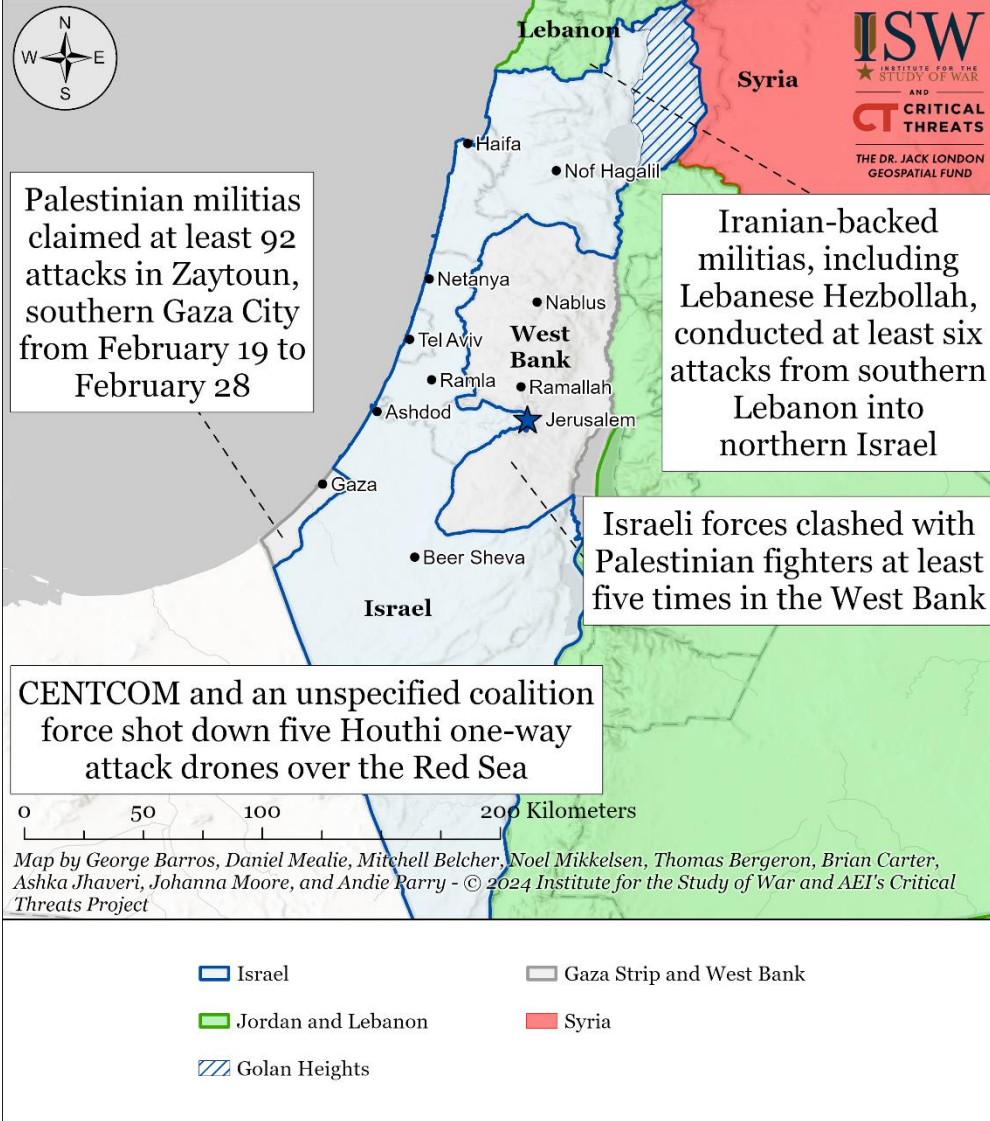 N
W
E
S
Lebanon
Syria
ISW
INSTITUTE FOR THE
STUDY OF WAR
AND
CT CRITICAL
THREATS
THE DR. JACK LONDON
GEOSPATIAL FUND
Haifa
Nof Hagalil
Palestinian militias
claimed at least 92
attacks in Zaytoun,
southern Gaza City
from February 19 to
February 28
Iranian-backed
militias, including
Lebanese Hezbollah,
conducted at least six
attacks from southern
Lebanon into
northern Israel
Netanya
Nablus
Tel Aviv
West
Bank
Ramla
Ramallah
Ashdod
Jerusalem
Gaza
Israeli forces clashed with
Palestinian fighters at least
five times in the West Bank
Beer Sheva
Israel
CENTCOM and an unspecified coalition
force shot down five Houthi one-way
attack drones over the Red Sea
0 50 100 200 Kilometers
Map by George Barros, Daniel Mealie, Mitchell Belcher, Noel Mikkelsen, Thomas Bergeron, Brian Carter,
Ashka Jhaveri, Johanna Moore, and Andie Parry - © 2024 Institute for the Study of War and AEI's Critical
Threats Project
Israel
Gaza Strip and West Bank
Jordan and Lebanon
Syria
Golan Heights